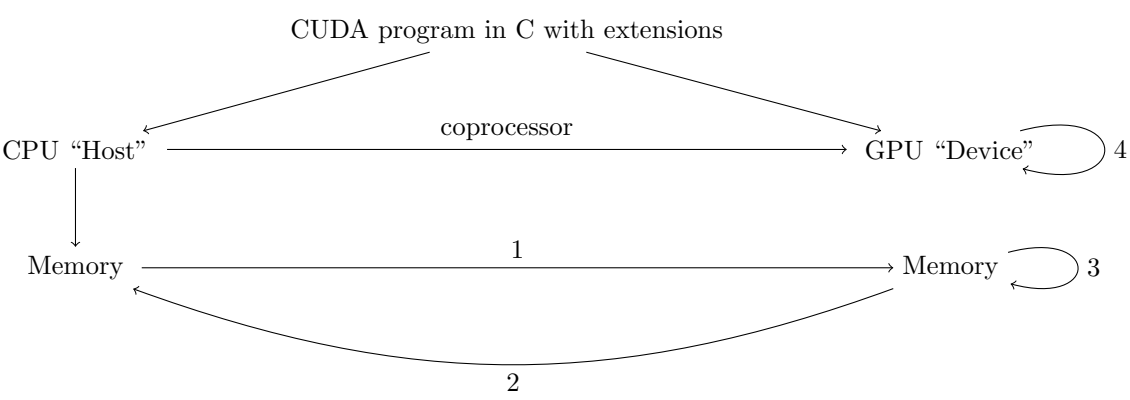 CUDA program in C with extensions
coprocessor
CPU “Host”
GPU “Device”
4
1
Memory
Memory
3
2